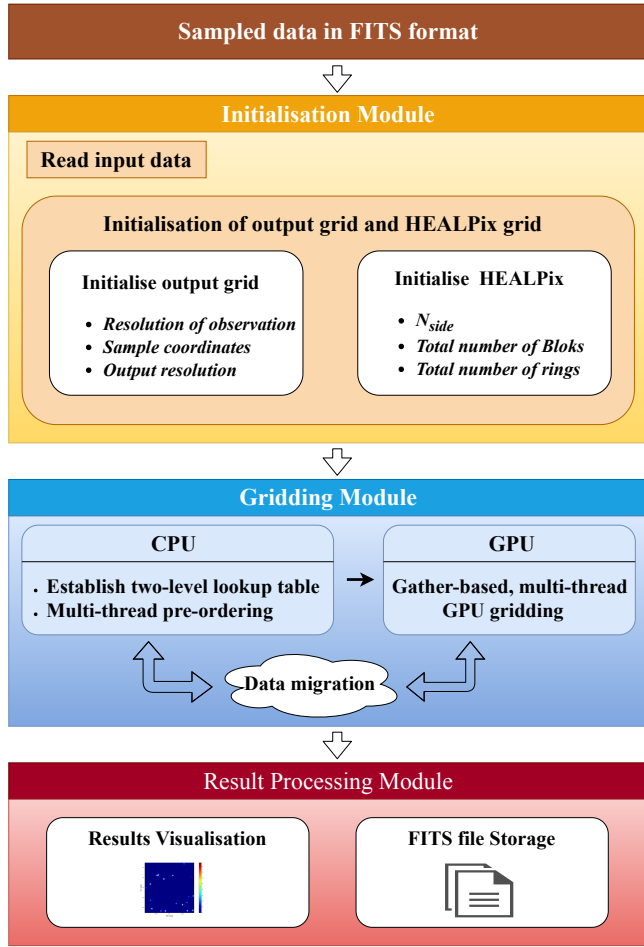 Sampled data in FITS format
Initialisation Module
Read input data
Initialisation of output grid and HEALPix grid
Initialise output grid
• Resolution of observation
• Sample coordinates
• Output resolution
Initialise HEALPix
• Nside
• Total number of Bloks
• Total number of rings
Gridding Module
CPU
• Establish two-level lookup table
• Multi-thread pre-ordering
GPU
Gather-based, multi-thread
GPU gridding
Data migration
Result Processing Module
Results Visualisation
FITS file Storage